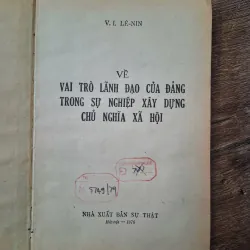 V. I. LÊ-NIN
VỀ
VAI TRÒ LÃNH ĐẠO CỦA ĐẢNG
TRONG SỰ NGHIỆP XÂY DỰNG
CHỦ NGHĨA XÃ HỘI
NHÀ XUẤT BẢN SỰ THẬT